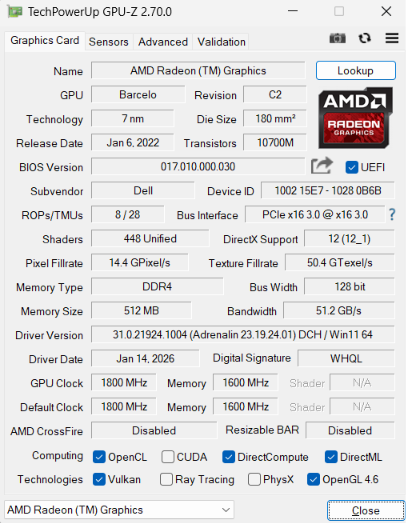 TechPowerUp GPU-Z 2.70.0
Graphics Card Sensors Advanced Validation
Name AMD Radeon (TM) Graphics Lookup
GPU Barcelo Revision C2
AMD
RADEON
GRAPHICS
Technology 7 nm Die Size 180 mm²
Release Date Jan 6, 2022 Transistors 10700M
BIOS Version 017.010.000.030 UEFI
Subvendor Dell Device ID 1002 15E7 - 1028 0B6B
ROPs/TMUs 8 / 28 Bus Interface PCIe x16 3.0 @ x16 3.0 ?
Shaders 448 Unified DirectX Support 12 (12_1)
Pixel Fillrate 14.4 GPixel/s Texture Fillrate 50.4 GTexel/s
Memory Type DDR4 Bus Width 128 bit
Memory Size 512 MB Bandwidth 51.2 GB/s
Driver Version 31.0.21924.1004 (Adrenalin 23.19.24.01) DCH / Win11 64
Driver Date Jan 14, 2026 Digital Signature WHQL
GPU Clock 1800 MHz Memory 1600 MHz Shader N/A
Default Clock 1800 MHz Memory 1600 MHz Shader N/A
AMD CrossFire Disabled Resizable BAR Disabled
Computing OpenCL CUDA DirectCompute DirectML
Technologies Vulkan Ray Tracing PhysX OpenGL 4.6
AMD Radeon (TM) Graphics Close